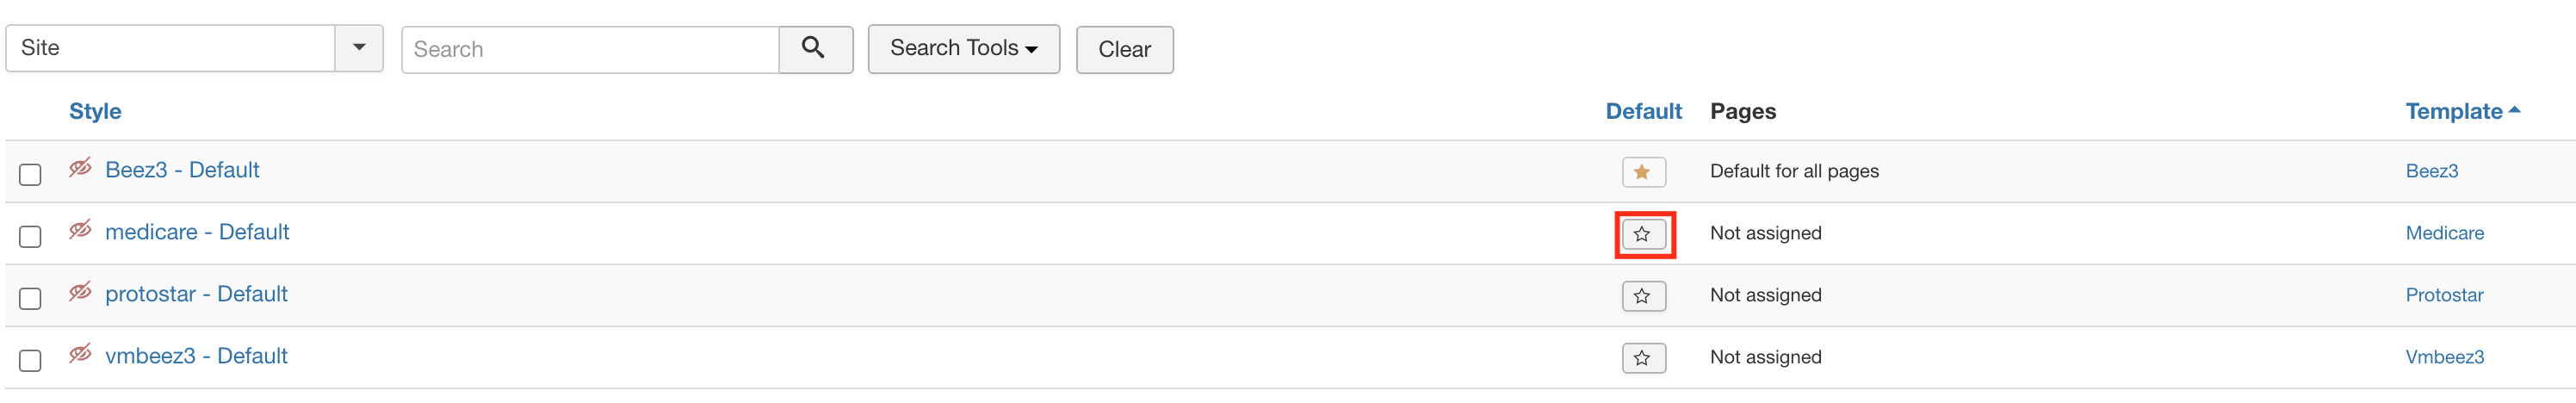 Site Search Search Tools Clear
Style Default Pages Template
Beez3 - Default Default for all pages Beez3
medicare - Default Not assigned Medicare
protostar - Default Not assigned Protostar
vmbeez3 - Default Not assigned Vmbeez3